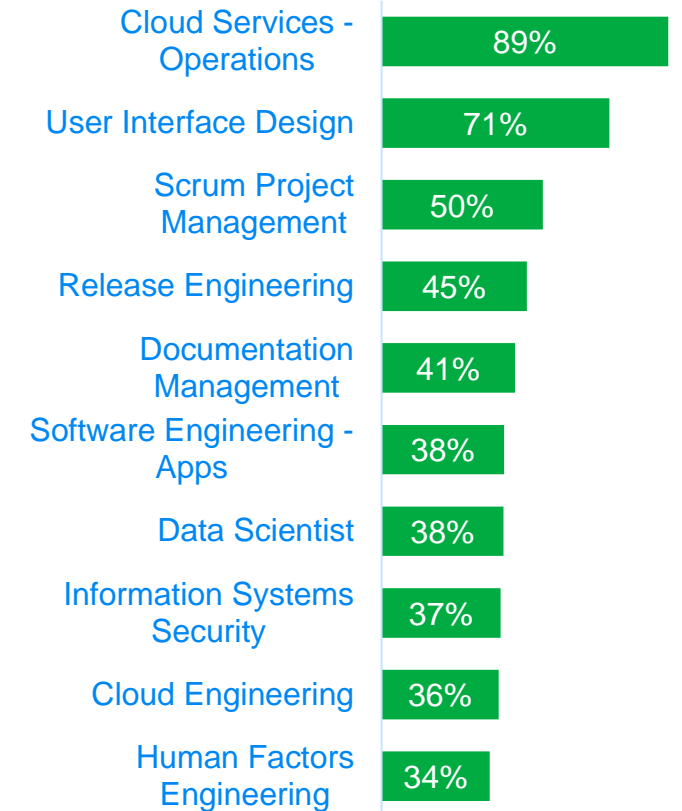 Cloud Services -
Operations
89%
User Interface Design
71%
Scrum Project
Management
50%
Release Engineering
45%
Documentation
Management
41%
Software Engineering -
Apps
38%
Data Scientist
38%
Information Systems
Security
37%
Cloud Engineering
36%
Human Factors
Engineering
34%